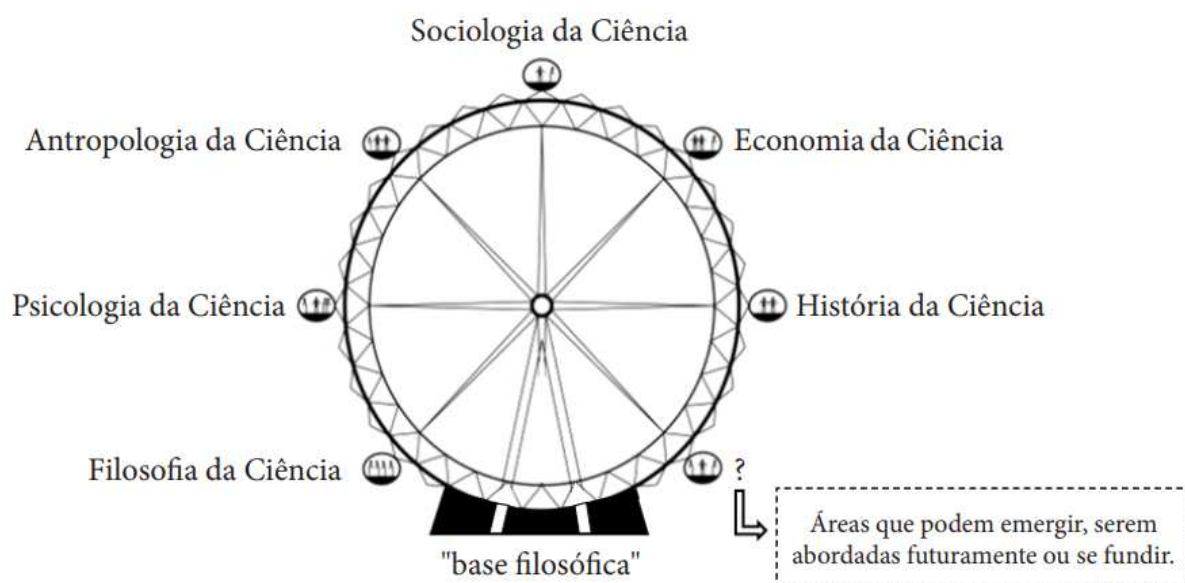 Sociologia da Ciência
Antropologia da Ciência
Economia da Ciência
Psicologia da Ciência
História da Ciência
Filosofia da Ciência
?
Áreas que podem emergir, serem
abordadas futuramente ou se fundir.
"base filosófica"